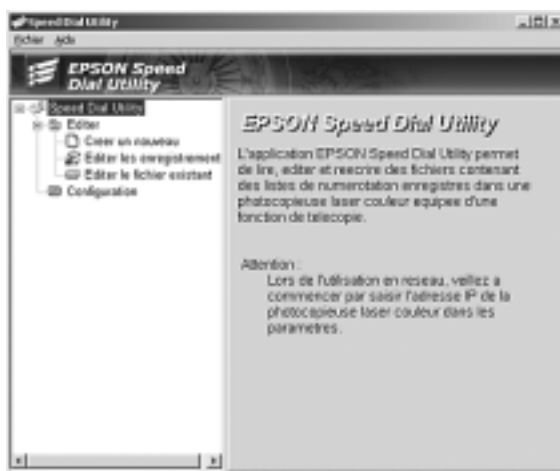 Speed Dial Utility
Fichier Aide
EPSON Speed
Dial Utility
Speed Dial Utility
Editer
Creer un nouveau
Editer les enregistrement
Editer le fichier existant
Configuration
EPSON Speed Dial Utility
L'application EPSON Speed Dial Utility permet
de lire, editer et reecrire des fichiers contenant
des listes de numerotation enregistres dans une
photocopieuse laser couleur equipee d'une
fonction de telecopie.
Attention :
Lors de l'utilisation en reseau, veillez a
commencer par saisir l'adresse IP de la
photocopieuse laser couleur dans les
parametres.